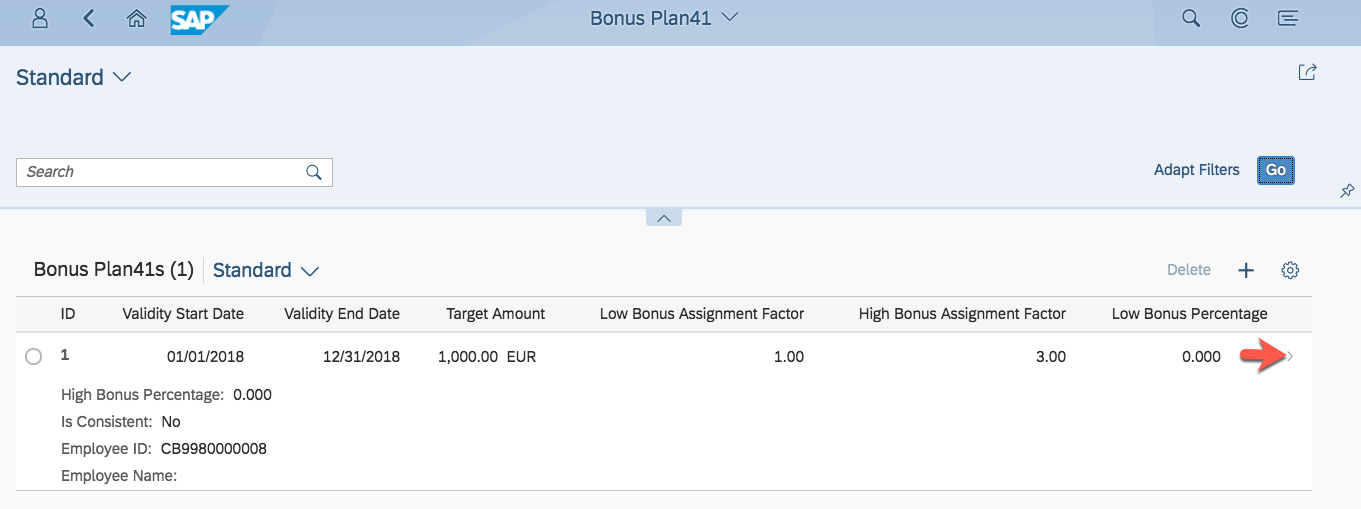 SAP Bonus Plan41
Standard
Search Adapt Filters Go
Bonus Plan41s (1) Standard Delete
ID Validity Start Date Validity End Date Target Amount Low Bonus Assignment Factor High Bonus Assignment Factor Low Bonus Percentage
1 01/01/2018 12/31/2018 1,000.00 EUR 1.00 3.00 0.000
High Bonus Percentage: 0.000
Is Consistent: No
Employee ID: CB9980000008
Employee Name: